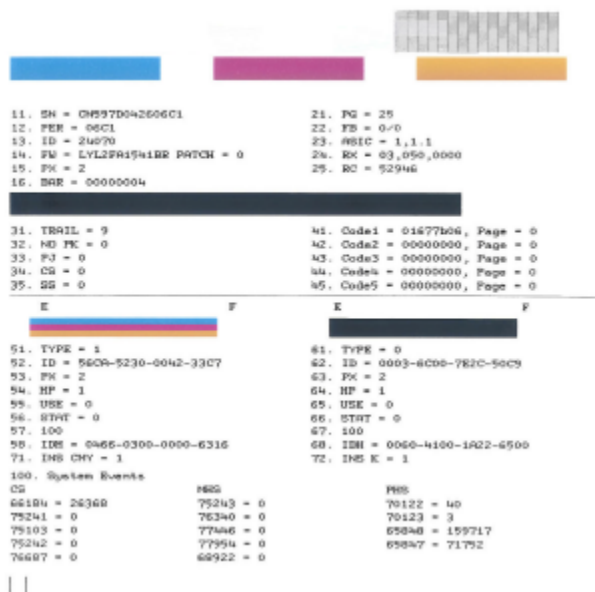 11. SN = CN597D042606C1
21. PG = 25
12. PER = 06C1
22. FB = 0/0
13. ID = 24070
23. ASIC = 1,1.1
14. FW = LYL2FA1541BR PATCH = 0
24. RX = 03,050,0000
15. PX = 2
25. RC = 52946
16. BAR = 00000004
31. TRAIL = 9
41. Code1 = 01677b06, Page = 0
32. NO PK = 0
42. Code2 = 00000000, Page = 0
33. PJ = 0
43. Code3 = 00000000, Page = 0
34. CG = 0
44. Code4 = 00000000, Page = 0
35. SS = 0
45. Code5 = 00000000, Page = 0
E F E F
51. TYPE = 1
61. TYPE = 0
52. ID = 56CA-5230-0042-33C7
62. ID = 0003-6C00-7E2C-50C9
53. PX = 2
63. PX = 2
54. HP = 1
64. HP = 1
55. USE = 0
65. USE = 0
56. STAT = 0
66. STAT = 0
57. 100
67. 100
58. IDH = 0466-0300-0000-6316
68. IDH = 0060-4100-1A22-6500
71. INS CMY = 1
72. INS K = 1
100. System Events
CS MRS PHS
66184 = 26368
75243 = 0
70122 = 40
75241 = 0
76340 = 0
70123 = 3
75103 = 0
77446 = 0
65848 = 159717
75242 = 0
77954 = 0
65847 = 71752
76687 = 0
68922 = 0